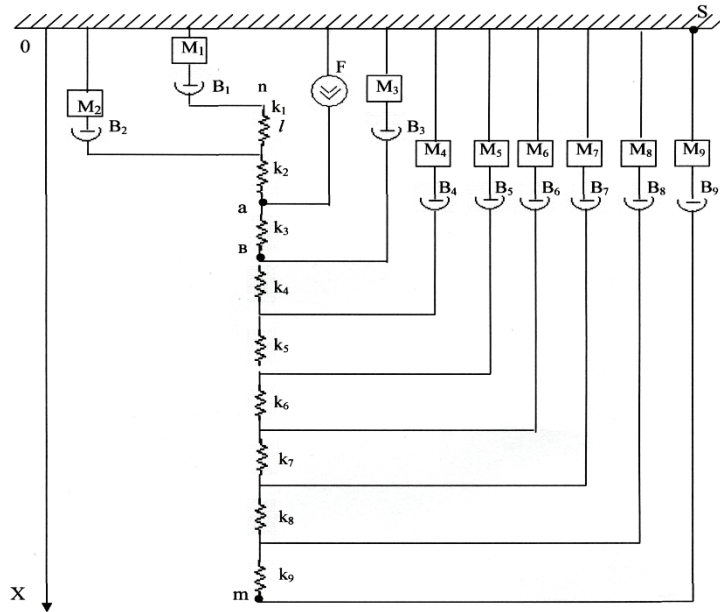 S
0
M₁
F
B₁
n
k₁
M₃
M₂
l
B₂
B₃
M₄ M₅ M₆ M₇ M₈ M₉
k₂
B₄ B₅ B₆ B₇ B₈ B₉
a
k₃
в
k₄
k₅
k₆
k₇
k₈
k₉
X
m